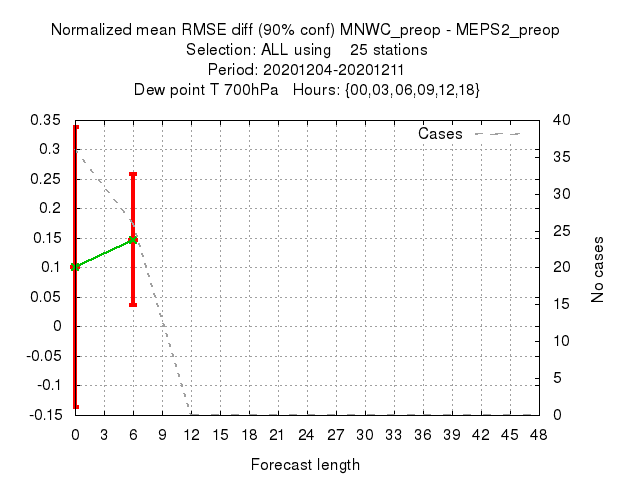 Normalized mean RMSE diff (90% conf) MNWC_preop - MEPS2_preop
Selection: ALL using 25 stations
Period: 20201204-20201211
Dew point T 700hPa Hours: {00,03,06,09,12,18}
Cases
0.35
0.3
0.25
0.2
0.15
0.1
0.05
0
-0.05
-0.1
-0.15
40
35
30
25
20
15
10
5
0
No cases
0 3 6 9 12 15 18 21 24 27 30 33 36 39 42 45 48
Forecast length